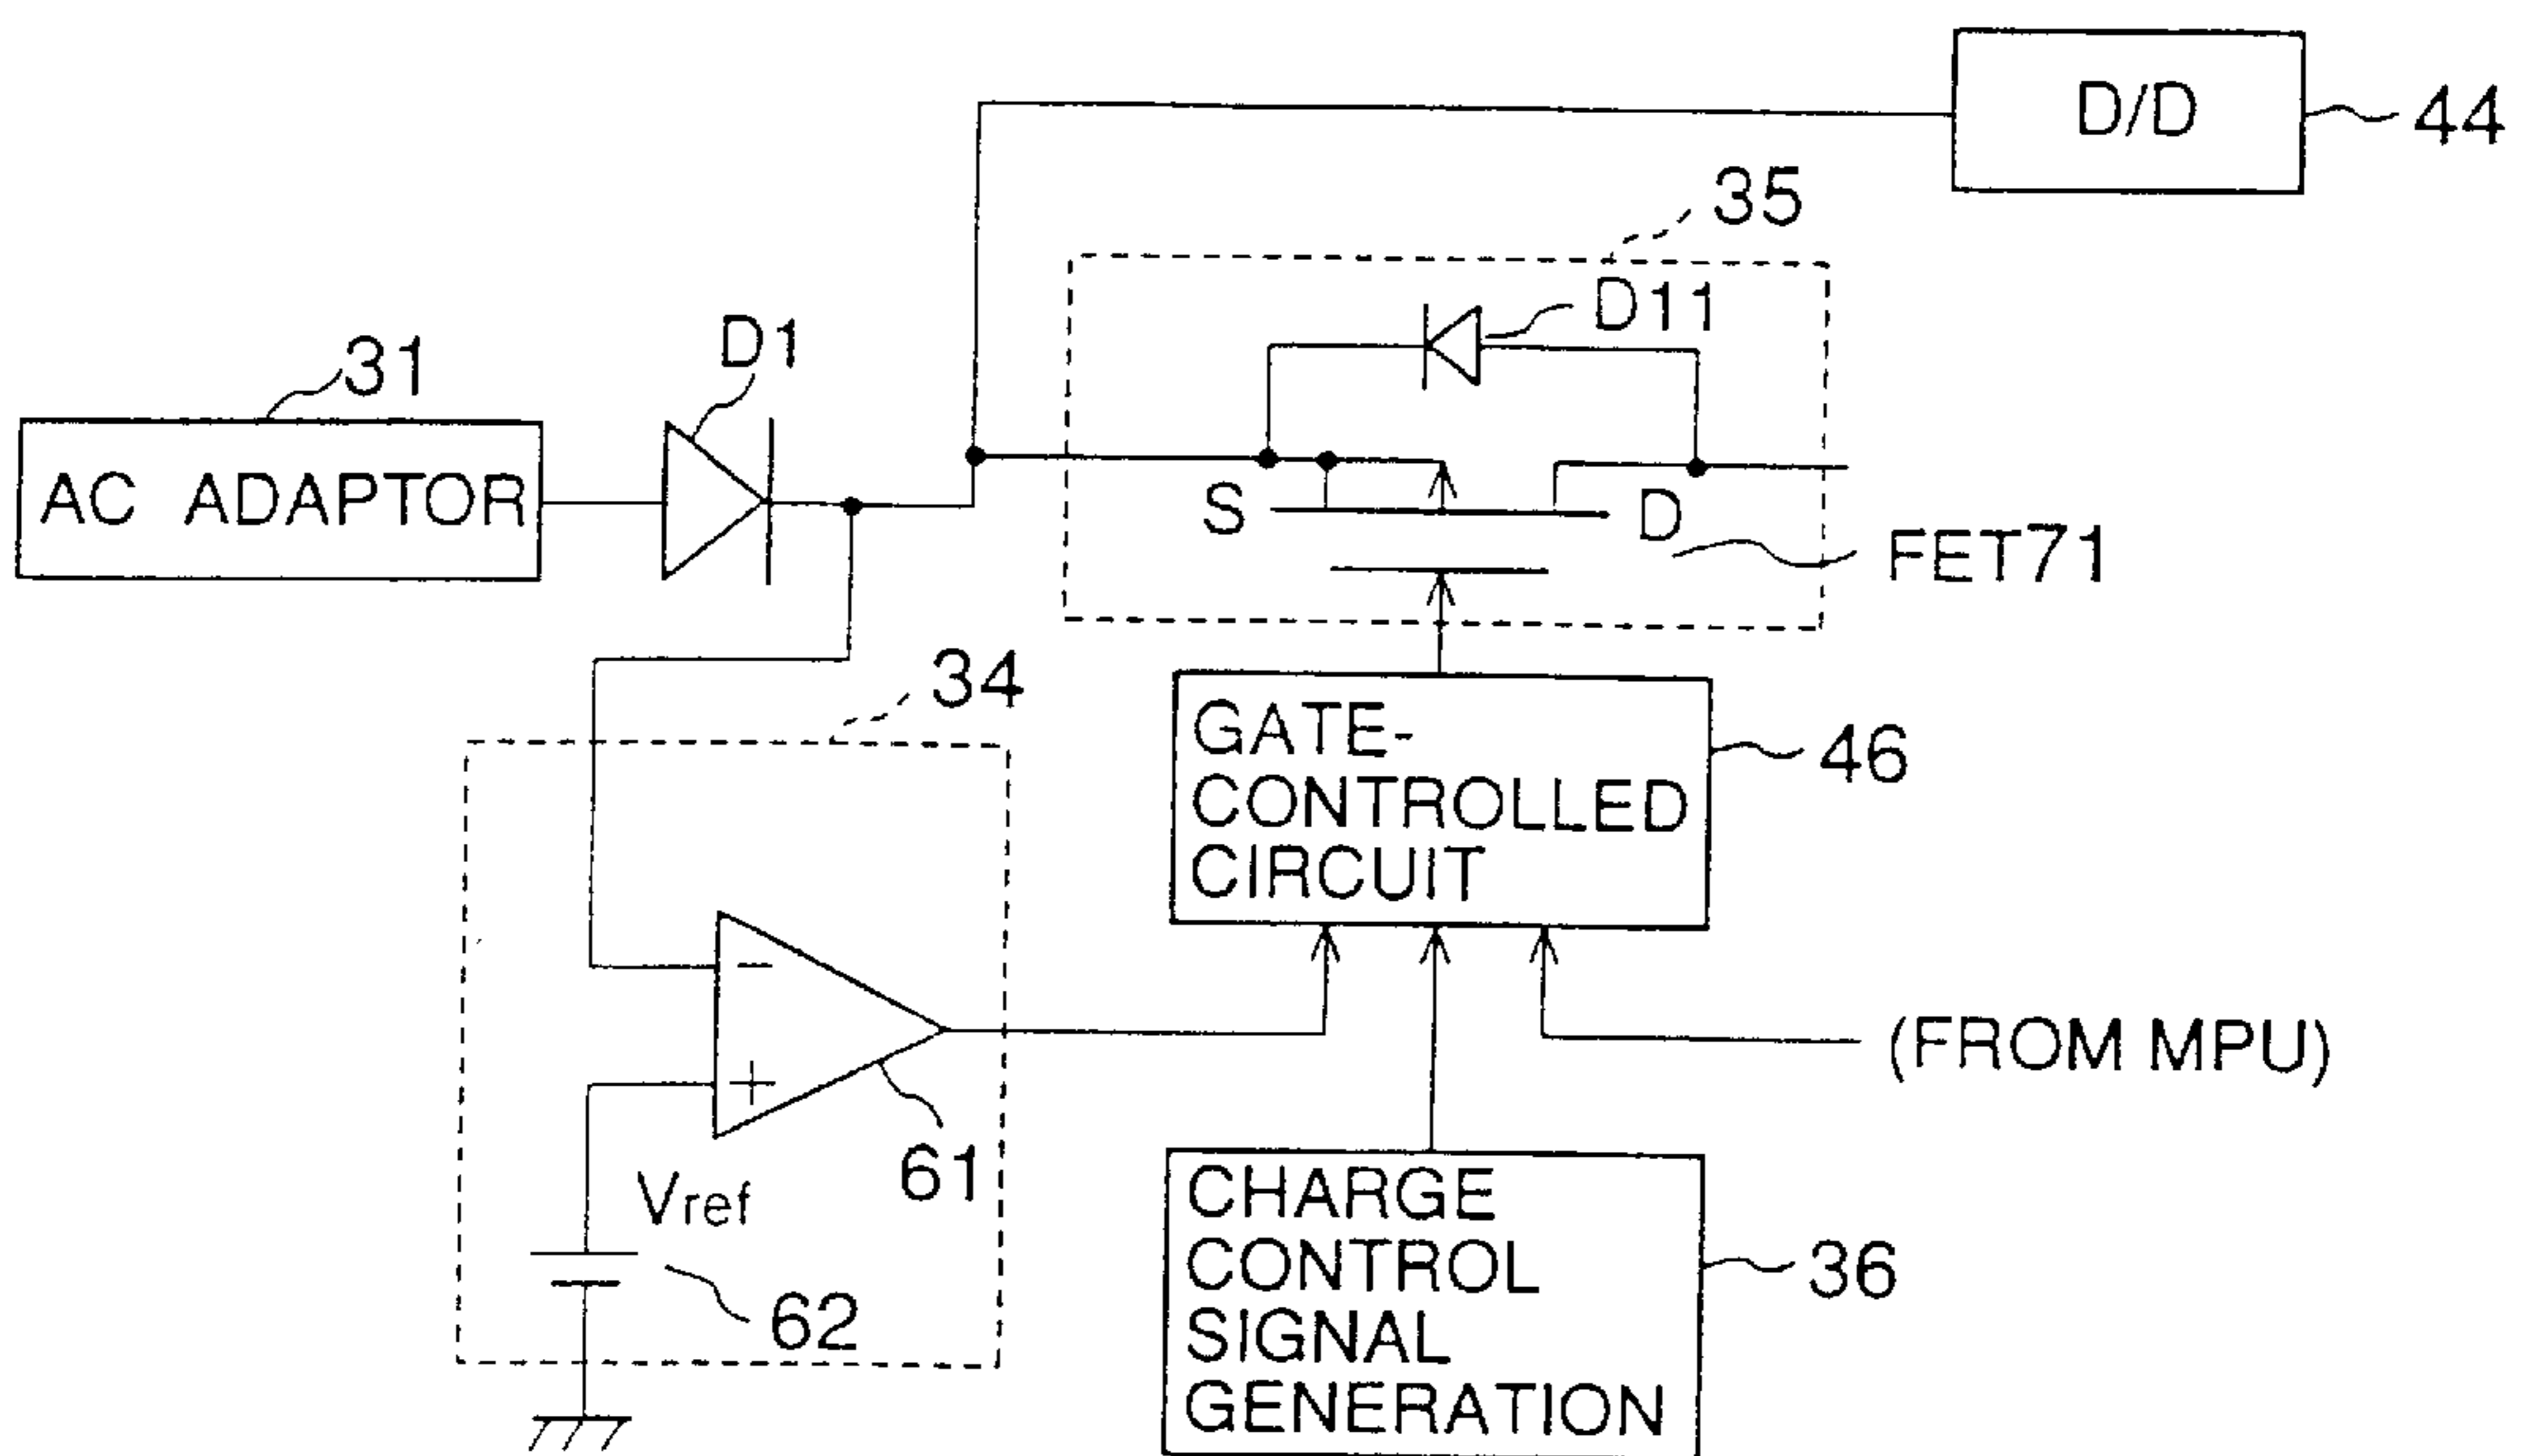 D/D
44
35
D11
D1
31
AC ADAPTOR
S
D
FET71
34
GATE-
CONTROLLED
CIRCUIT
46
−
+
61
(FROM MPU)
Vref
62
CHARGE
CONTROL
SIGNAL
GENERATION
36